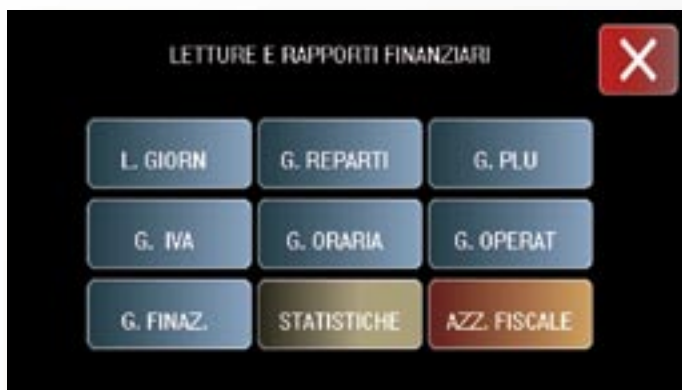 LETTURE E RAPPORTI FINANZIARI
L. GIORN
G. REPARTI
G. PLU
G. IVA
G. ORARIA
G. OPERAT
G. FINAZ.
STATISTICHE
AZZ. FISCALE